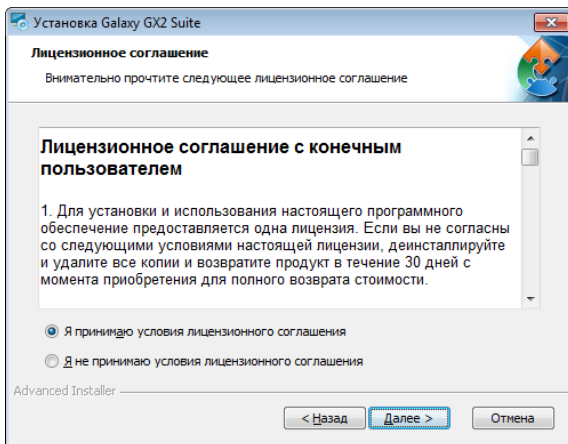 Установка Galaxy GX2 Suite
Лицензионное соглашение
Внимательно прочтите следующее лицензионное соглашение
Лицензионное соглашение с конечным
пользователем
1. Для установки и использования настоящего программного
обеспечение предоставляется одна лицензия. Если вы не согласны
со следующими условиями настоящей лицензии, деинсталлируйте
и удалите все копии и возвратите продукт в течение 30 дней с
момента приобретения для полного возврата стоимости.
Я принимаю условия лицензионного соглашения
Я не принимаю условия лицензионного соглашения
Advanced Installer
< Назад Далее > Отмена